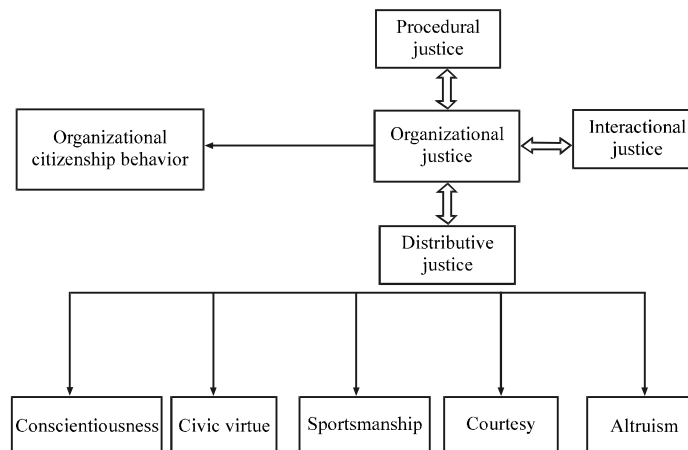 Procedural
justice
Organizational
citizenship behavior
Organizational
justice
Interactional
justice
Distributive
justice
Conscientiousness
Civic virtue
Sportsmanship
Courtesy
Altruism